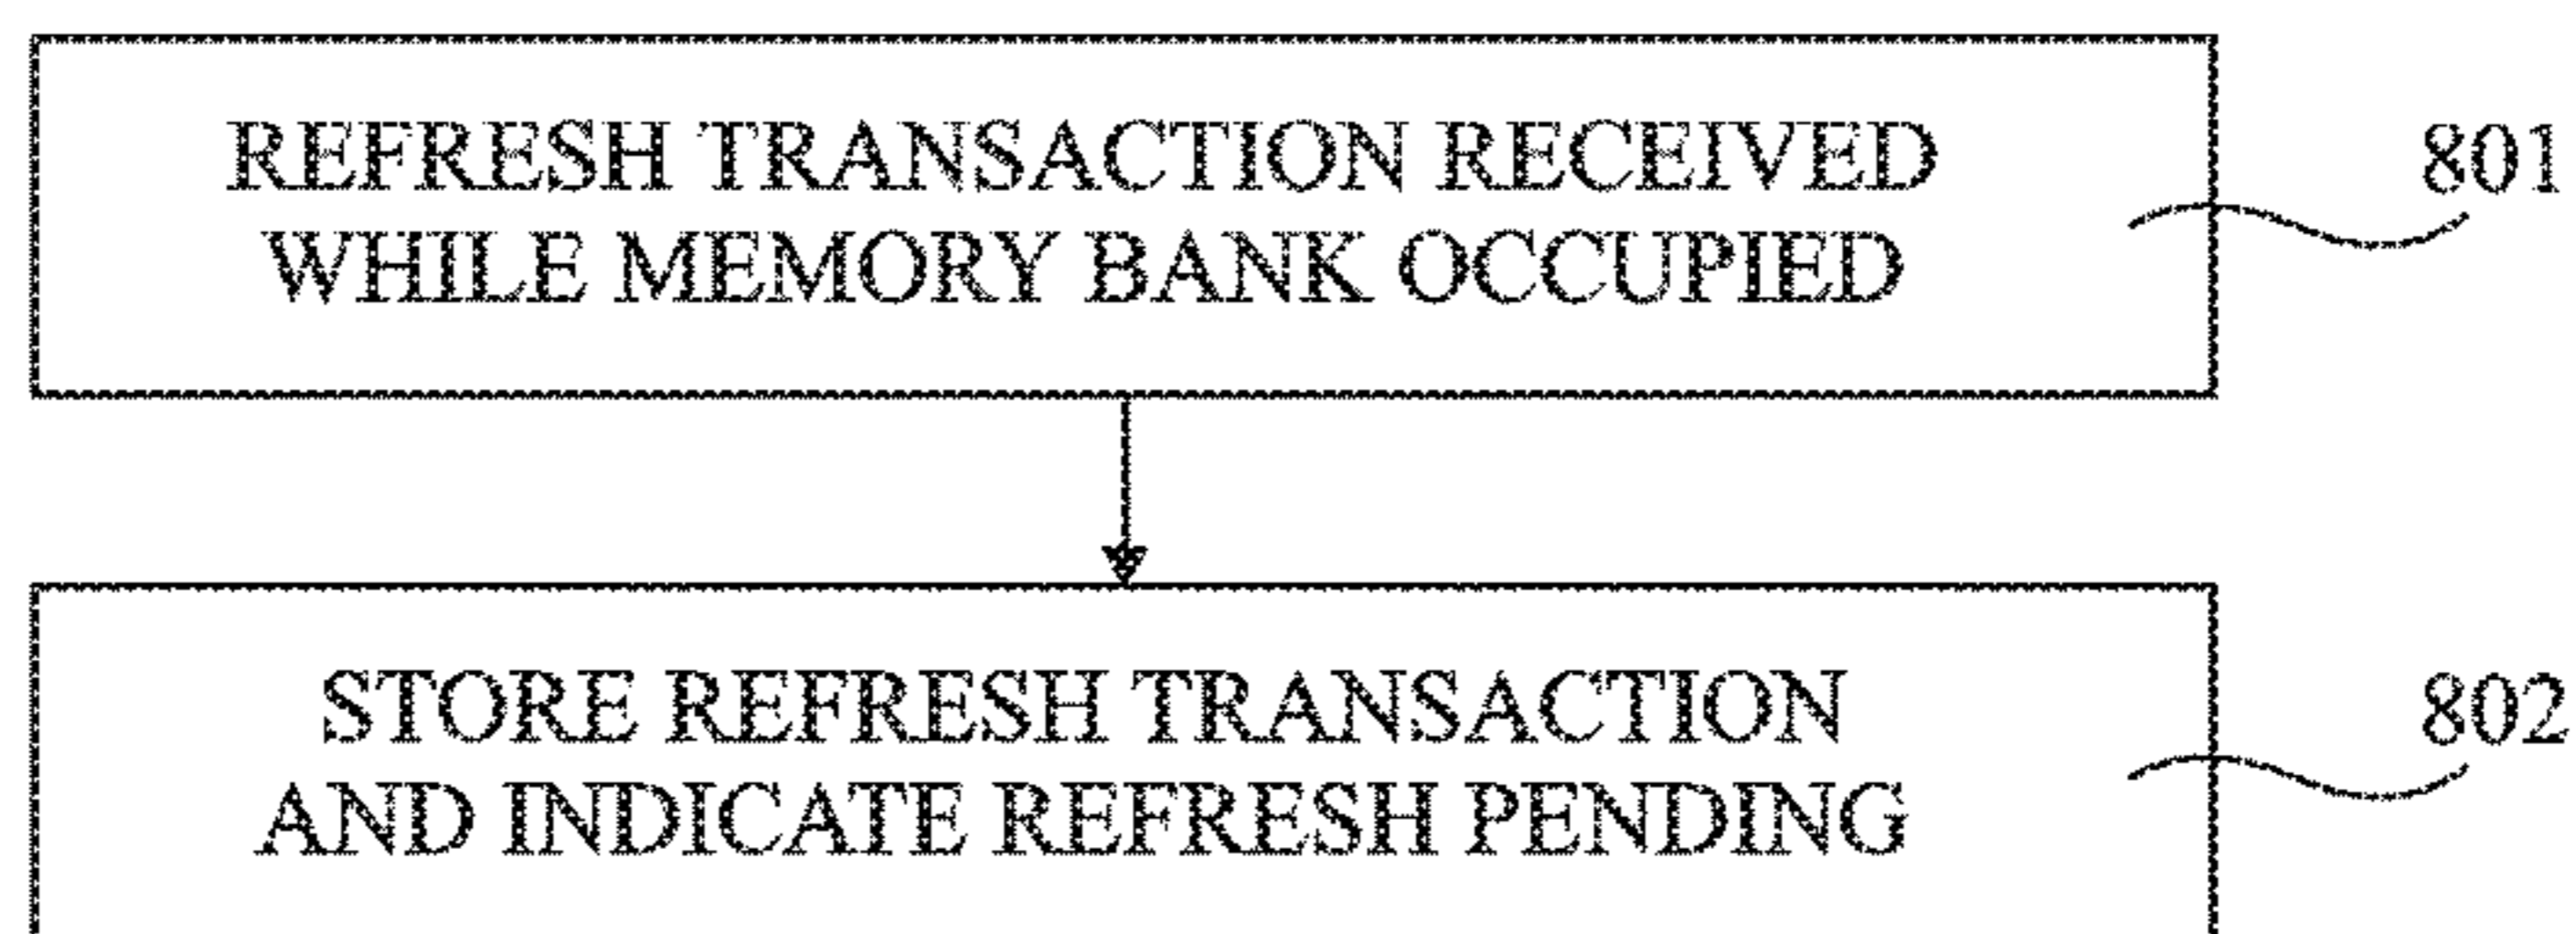 REFRESH TRANSACTION RECEIVED
WHILE MEMORY BANK OCCUPIED
801
STORE REFRESH TRANSACTION
AND INDICATE REFRESH PENDING
802